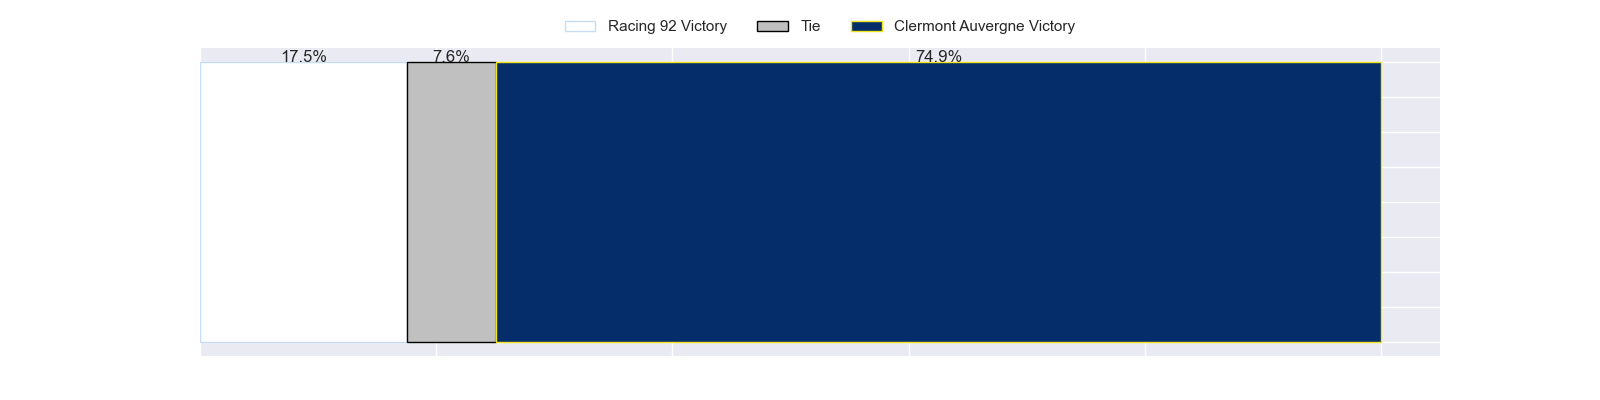 Racing 92 Victory Tie Clermont Auvergne Victory
17.5% 7.6% 74.9%